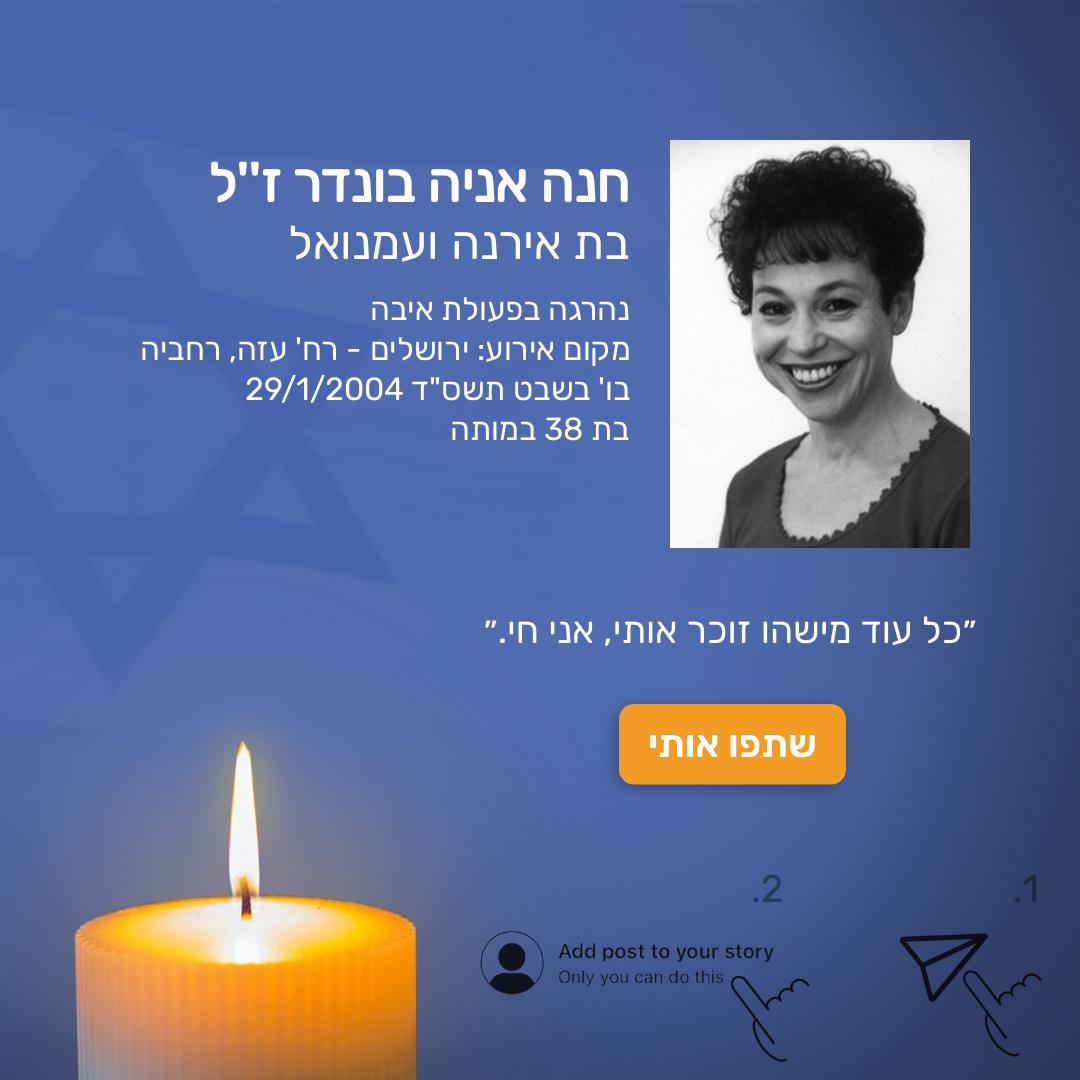 חנה אניה בונדר ז"ל
בת אירנה ועמנואל
נהרגה בפעולת איבה
מקום אירוע: ירושלים - רח' עזה, רחביה
בו' בשבט תשס"ד 29/1/2004
בת 38 במותה
״כל עוד מישהו זוכר אותי, אני חי.״
שתפו אותי
1.
2.
Add post to your story
Only you can do this